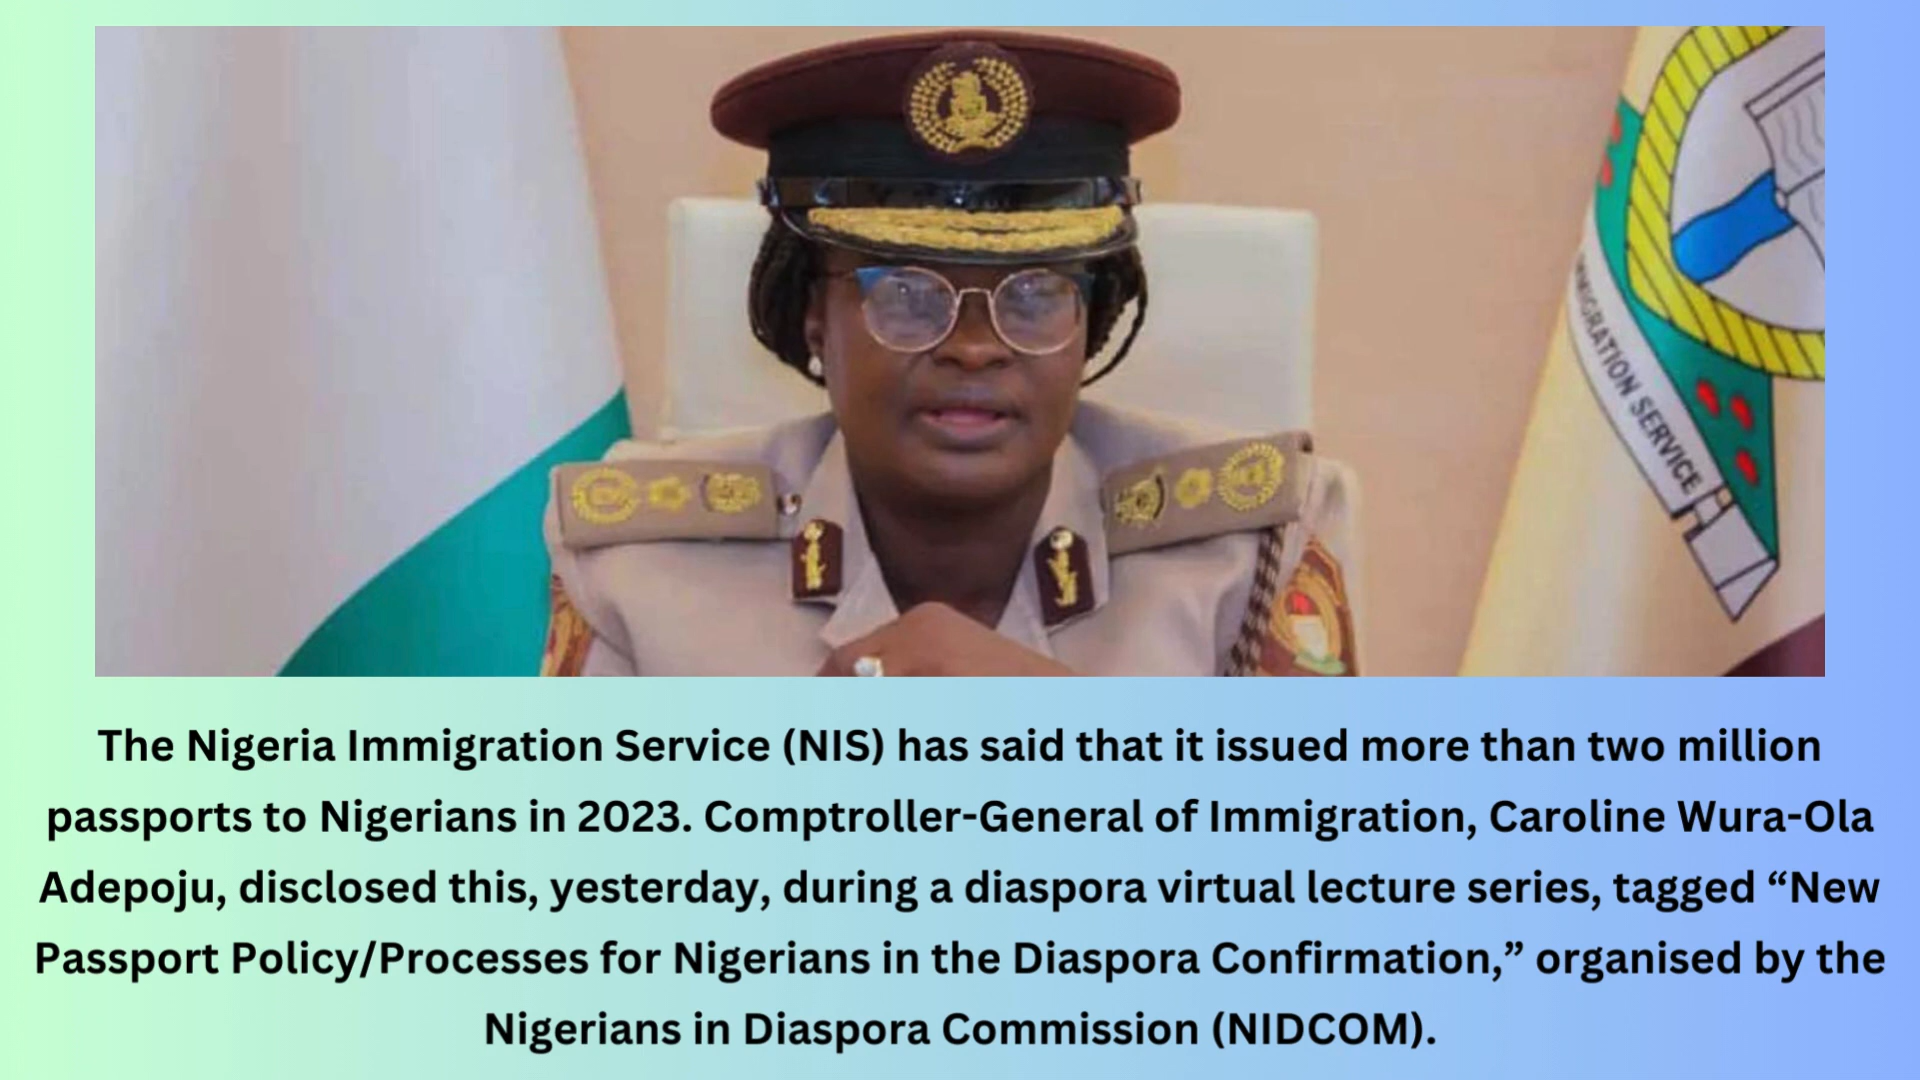 MIGRATION SERVICE
The Nigeria Immigration Service (NIS) has said that it issued more than two million
passports to Nigerians in 2023. Comptroller-General of Immigration, Caroline Wura-Ola
Adepoju, disclosed this, yesterday, during a diaspora virtual lecture series, tagged “New
Passport Policy/Processes for Nigerians in the Diaspora Confirmation,” organised by the
Nigerians in Diaspora Commission (NIDCOM).